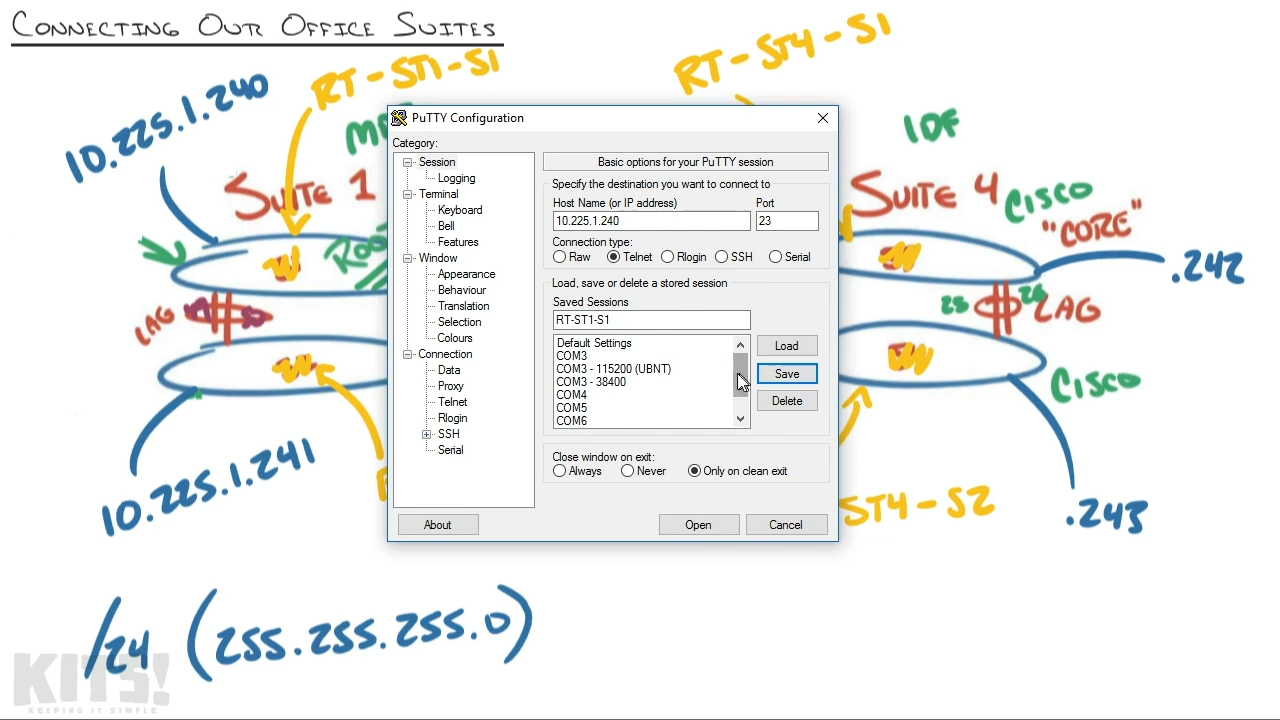 CONNECTING OUR OFFICE SUITES
10.225.1.240
RT-ST1-S1
RT-ST4-S1
IDF
SUITE 1
SUITE 4
CISCO
"CORE"
.242
LAG
25
26
LAG
CISCO
10.225.1.241
ST4-S2
.243
/24 (255.255.255.0)
PuTTY Configuration
Category:
Session
Logging
Terminal
Keyboard
Bell
Features
Window
Appearance
Behaviour
Translation
Selection
Colours
Connection
Data
Proxy
Telnet
Rlogin
SSH
Serial
Basic options for your PuTTY session
Specify the destination you want to connect to
Host Name (or IP address) Port
10.225.1.240 23
Connection type:
Raw Telnet Rlogin SSH Serial
Load, save or delete a stored session
Saved Sessions
RT-ST1-S1
Default Settings
COM3
COM3 - 115200 (UBNT)
COM3 - 38400
COM4
COM5
COM6
Load
Save
Delete
Close window on exit:
Always Never Only on clean exit
About Open Cancel
KITS!
KEEPING IT SIMPLE